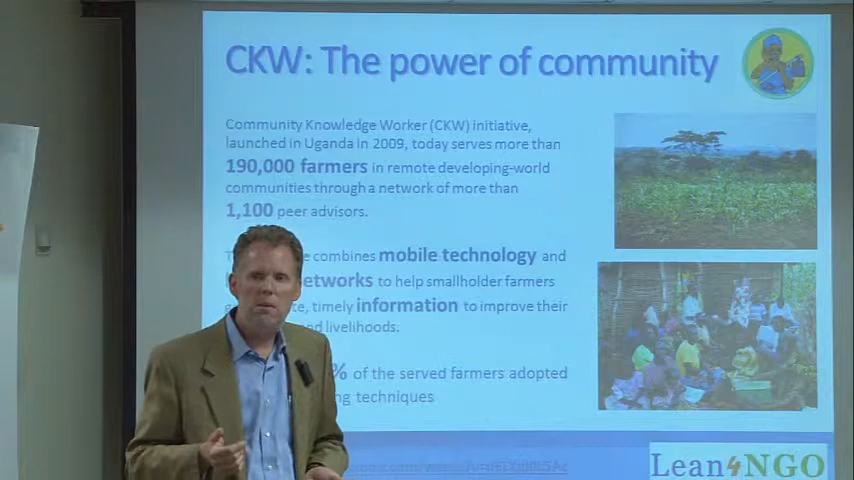 CKW: The power of community
Community Knowledge Worker (CKW) initiative,
launched in Uganda in 2009, today serves more than
190,000 farmers in remote developing-world
communities through a network of more than
1,100 peer advisors.
combines mobile technology and
networks to help smallholder farmers
timely information to improve their
livelihoods.
% of the served farmers adopted
techniques
Lean4NGO